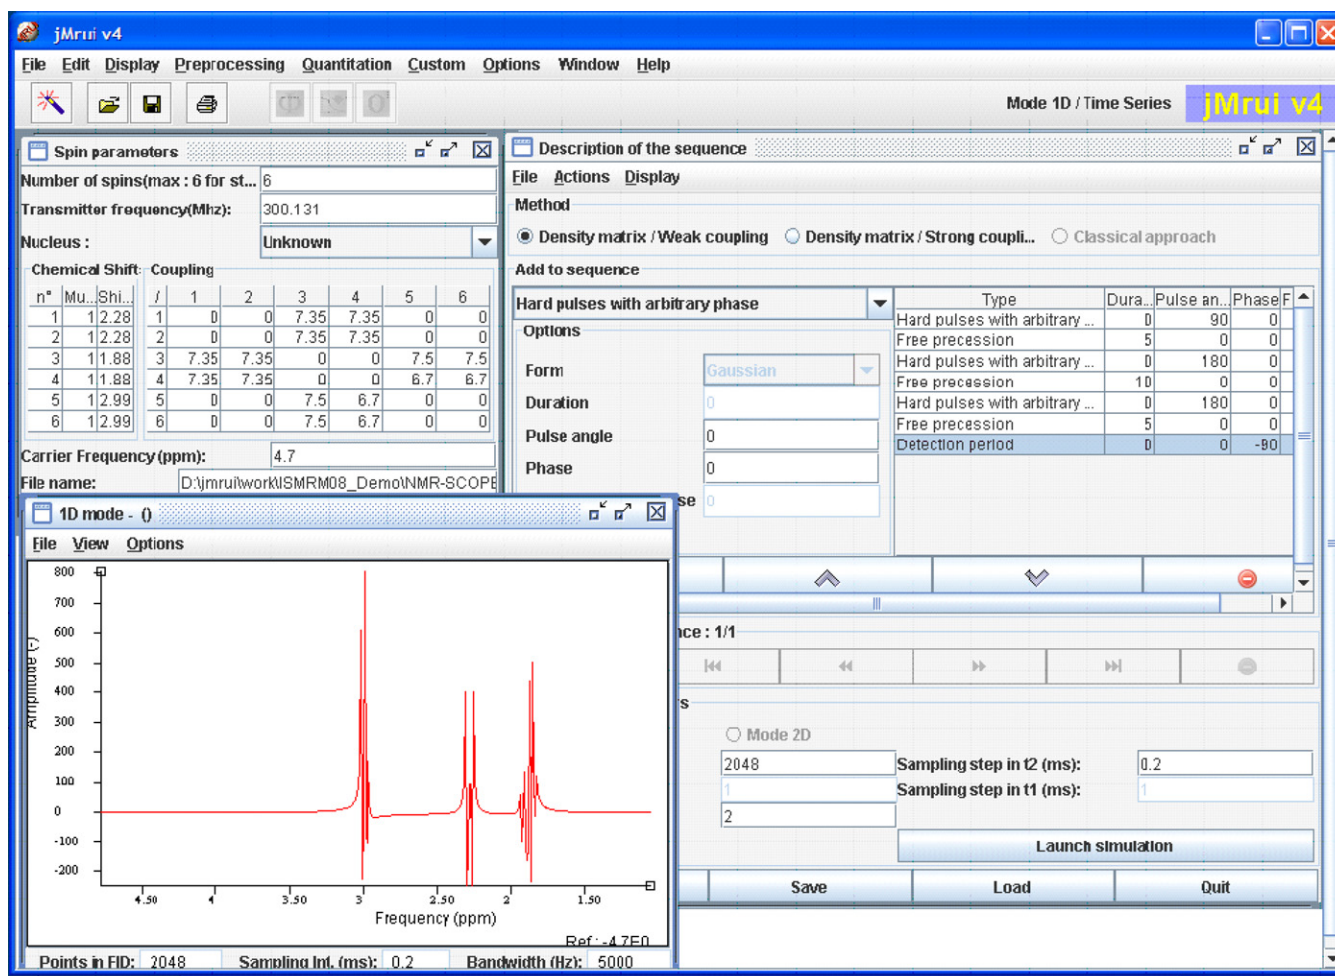 jMrui v4
File Edit Display Preprocessing Quantitation Custom Options Window Help
Mode 1D / Time Series jMrui v4
Spin parameters
Number of spins(max : 6 for st... 6
Transmitter frequency(Mhz): 300.131
Nucleus : Unknown
Chemical Shift Coupling
n° Mu... Shi... / 1 2 3 4 5 6
1 1 2.28 1 0 0 7.35 7.35 0 0
2 1 2.28 2 0 0 7.35 7.35 0 0
3 1 1.88 3 7.35 7.35 0 0 7.5 7.5
4 1 1.88 4 7.35 7.35 0 0 6.7 6.7
5 1 2.99 5 0 0 7.5 6.7 0 0
6 1 2.99 6 0 0 7.5 6.7 0 0
Carrier Frequency (ppm): 4.7
File name: D:\jmrui\work\ISMRM08_Demo\NMR-SCOPE
Description of the sequence
File Actions Display
Method
Density matrix / Weak coupling Density matrix / Strong coupli... Classical approach
Add to sequence
Hard pulses with arbitrary phase
Options
Form Gaussian
Duration 0
Pulse angle 0
Phase 0
se 0
Type Dura... Pulse an... Phase F
Hard pulses with arbitrary ... 0 90 0
Free precession 5 0 0
Hard pulses with arbitrary ... 0 180 0
Free precession 10 0 0
Hard pulses with arbitrary ... 0 180 0
Free precession 5 0 0
Detection period 0 0 -90
nce : 1/1
rs
Mode 2D
2048 Sampling step in t2 (ms): 0.2
1 Sampling step in t1 (ms): 1
2
Launch simulation
Save Load Quit
1D mode - ()
File View Options
Amplitude (-)
800
700
600
500
400
300
200
100
0
-100
-200
4.50 4 3.50 3 2.50 2 1.50
Frequency (ppm)
Ref : -4.7E0
Points in FID: 2048 Sampling Int. (ms): 0.2 Bandwidth (Hz): 5000